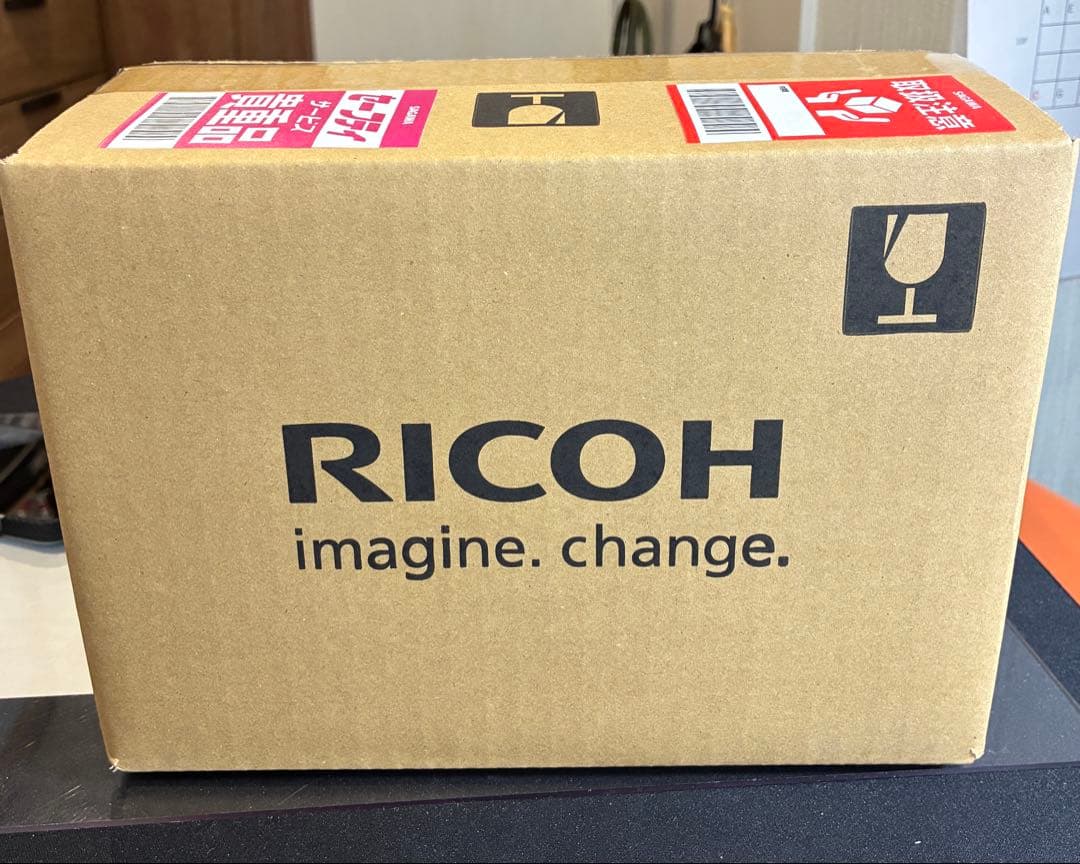 セーフティ
サービス
貴重品
SAGAWA
取扱注意
RICOH
imagine. change.